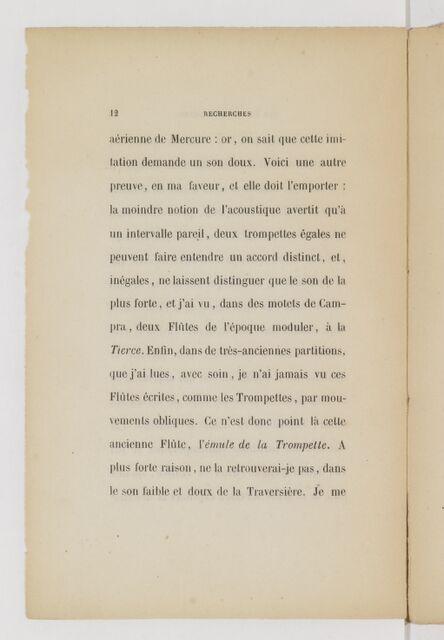 12 RECHERCHES
aérienne de Mercure : or, on sait que cette imi-
tation demande un son doux. Voici une autre
preuve, en ma faveur, et elle doit l'emporter :
la moindre notion de l'acoustique avertit qu'à
un intervalle pareil, deux trompettes égales ne
peuvent faire entendre un accord distinct, et,
inégales, ne laissent distinguer que le son de la
plus forte, et j'ai vu, dans des motets de Cam-
pra, deux Flûtes de l'époque moduler, à la
Tierce. Enfin, dans de très-anciennes partitions,
que j'ai lues, avec soin, je n'ai jamais vu ces
Flûtes écrites, comme les Trompettes, par mou-
vements obliques. Ce n'est donc point là cette
ancienne Flûte, l'émule de la Trompette. A
plus forte raison, ne la retrouverai-je pas, dans
le son faible et doux de la Traversière. Je me